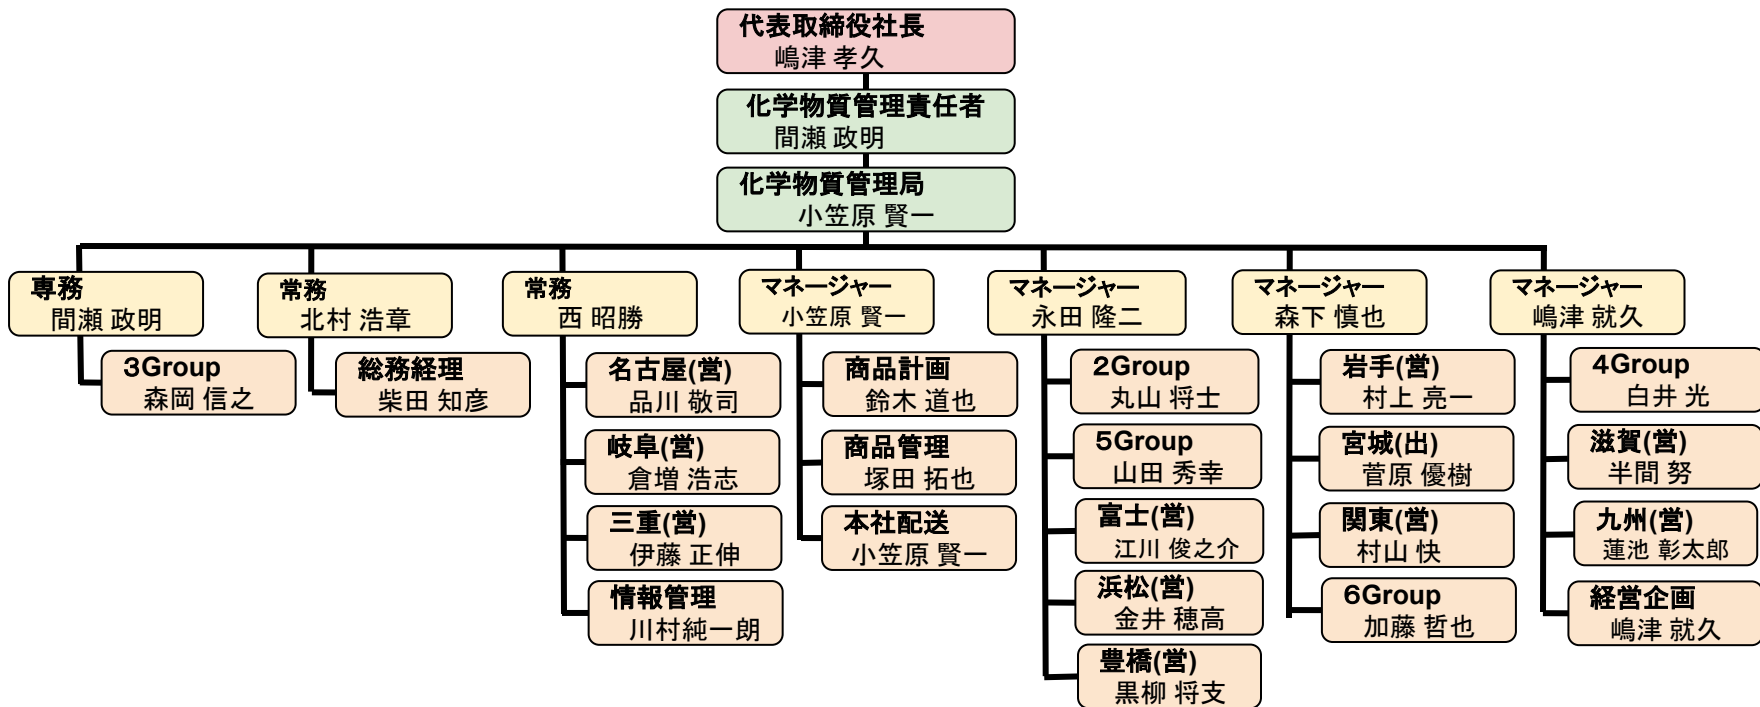 代表取締役社長
嶋津 孝久
化学物質管理責任者
間瀬 政明
化学物質管理局
小笠原 賢一
専務
間瀬 政明
3Group
森岡 信之
常務
北村 浩章
総務経理
柴田 知彦
常務
西 昭勝
名古屋(営)
品川 敬司
岐阜(営)
倉増 浩志
三重(営)
伊藤 正伸
情報管理
川村純一朗
マネージャー
小笠原 賢一
商品計画
鈴木 道也
商品管理
塚田 拓也
本社配送
小笠原 賢一
マネージャー
永田 隆二
2Group
丸山 将士
5Group
山田 秀幸
富士(営)
江川 俊之介
浜松(営)
金井 穂高
豊橋(営)
黒柳 将支
マネージャー
森下 慎也
岩手(営)
村上 亮一
宮城(出)
菅原 優樹
関東(営)
村山 快
6Group
加藤 哲也
マネージャー
嶋津 就久
4Group
白井 光
滋賀(営)
半間 努
九州(営)
蓮池 彰太郎
経営企画
嶋津 就久